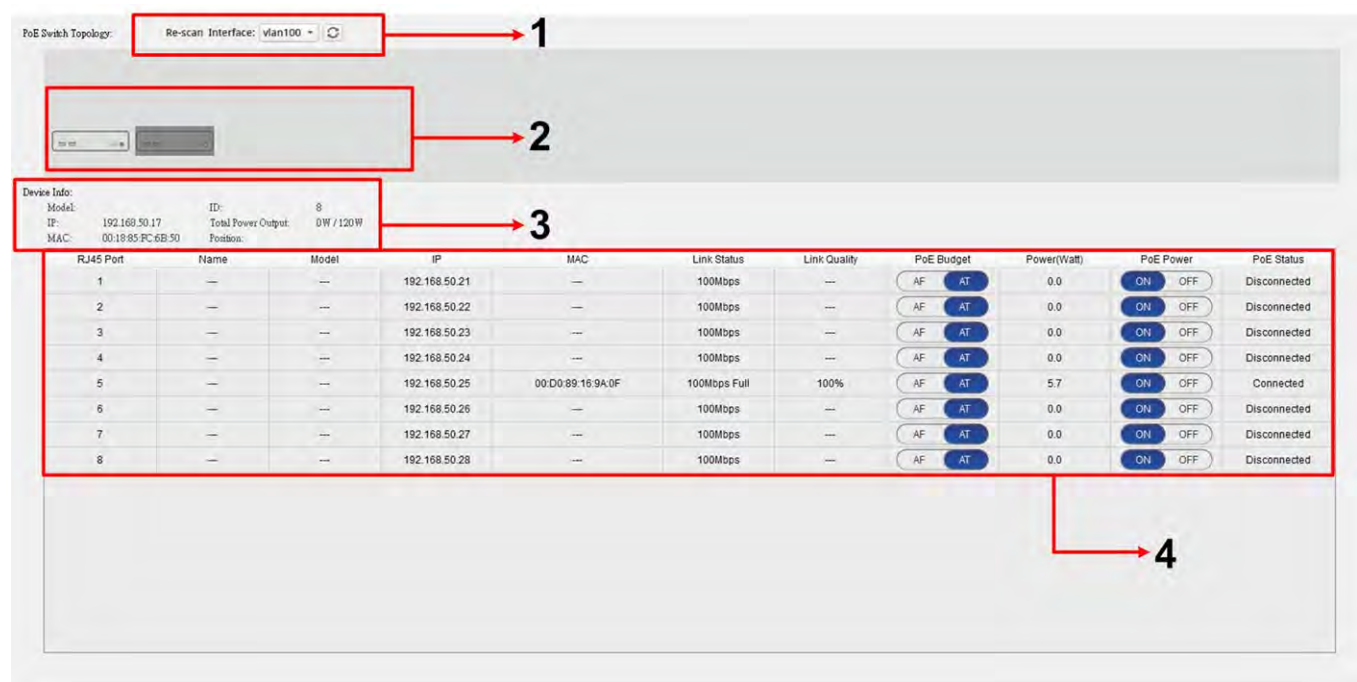 PoE Switch Topology: Re-scan Interface: vlan100 1
2
Device Info:
Model: ID: 8
IP: 192.168.50.17 Total Power Output: 0W / 120W 3
MAC: 00:18:85:FC:6B:50 Position:
RJ45 Port Name Model IP MAC Link Status Link Quality PoE Budget Power(Watt) PoE Power PoE Status
1 --- --- 192.168.50.21 --- 100Mbps --- AF AT 0.0 ON OFF Disconnected
2 --- --- 192.168.50.22 --- 100Mbps --- AF AT 0.0 ON OFF Disconnected
3 --- --- 192.168.50.23 --- 100Mbps --- AF AT 0.0 ON OFF Disconnected
4 --- --- 192.168.50.24 --- 100Mbps --- AF AT 0.0 ON OFF Disconnected
5 --- --- 192.168.50.25 00:D0:89:16:9A:0F 100Mbps Full 100% AF AT 5.7 ON OFF Connected
6 --- --- 192.168.50.26 --- 100Mbps --- AF AT 0.0 ON OFF Disconnected
7 --- --- 192.168.50.27 --- 100Mbps --- AF AT 0.0 ON OFF Disconnected
8 --- --- 192.168.50.28 --- 100Mbps --- AF AT 0.0 ON OFF Disconnected
4